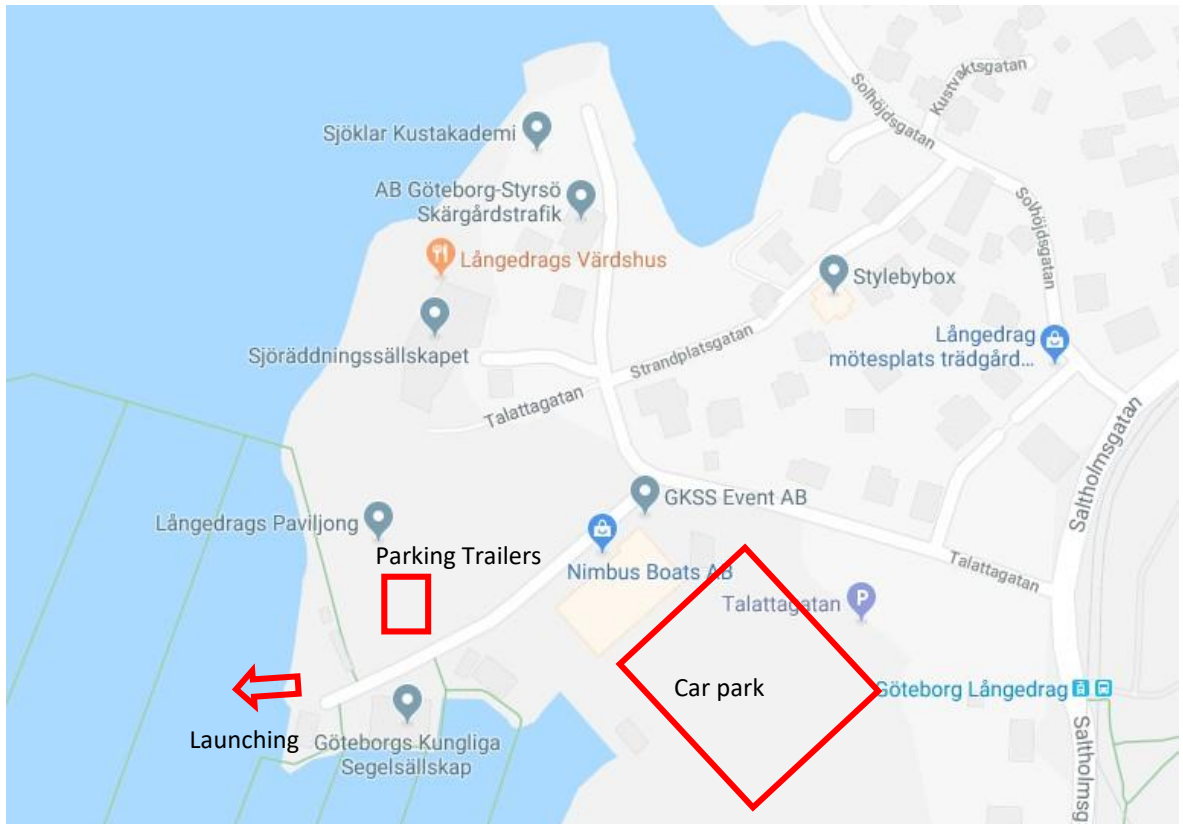 Kustvaktsgatan
Solhöjdsgatan
Sjöklar Kustakademi
AB Göteborg-Styrsö
Skärgårdstrafik
Solhöjdsgatan
Långedrags Värdshus
Stylebybox
Sjöräddningssällskapet
Strandplatsgatan
Långedrag
mötesplats trädgård...
Talattagatan
Saltholmsgatan
GKSS Event AB
Långedrags Paviljong
Parking Trailers
Nimbus Boats AB
Talattagatan
Talattagatan
P
Car park
Göteborg Långedrag
Launching
Göteborgs Kungliga
Segelsällskap
Saltholmsg